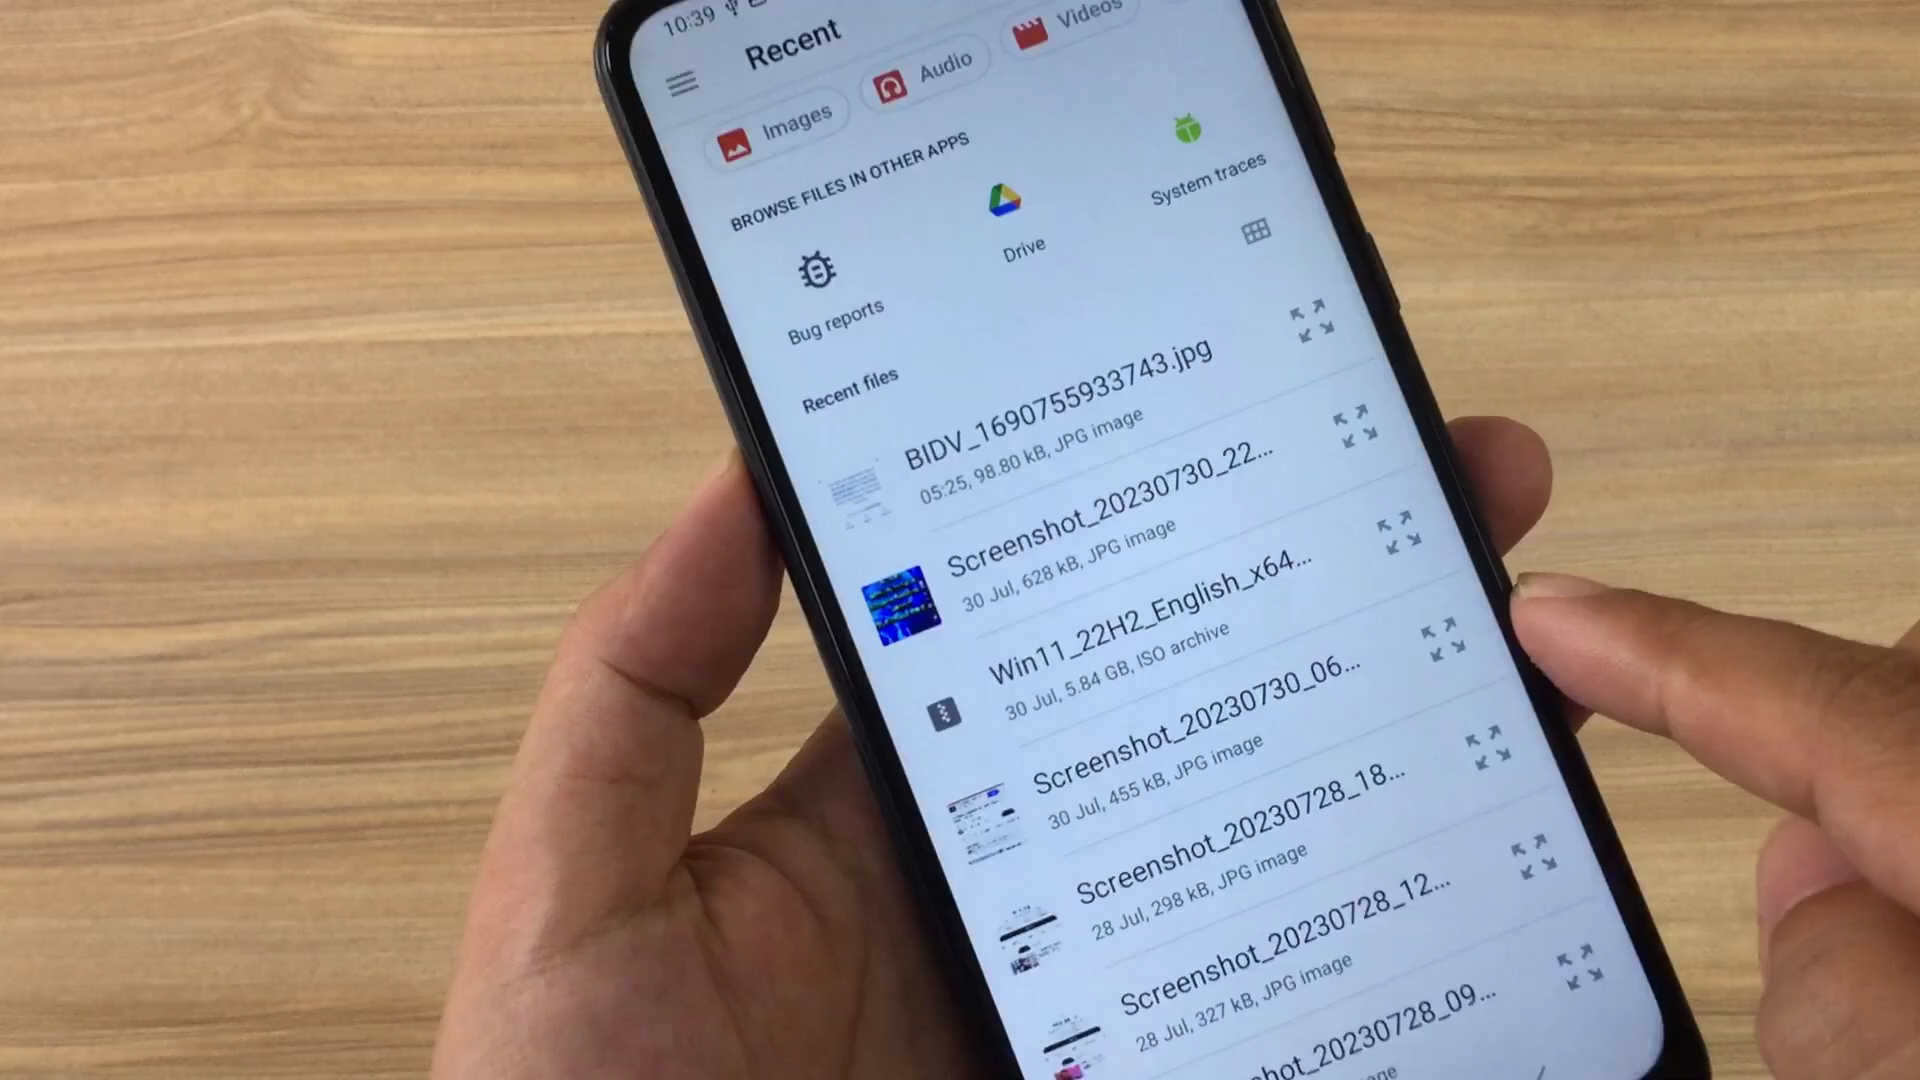 10:39
Recent
Images
Audio
Videos
BROWSE FILES IN OTHER APPS
Bug reports
Drive
System traces
Recent files
BIDV_1690755933743.jpg
05:25, 98.80 kB, JPG image
Screenshot_20230730_22...
30 Jul, 628 kB, JPG image
Win11_22H2_English_x64...
30 Jul, 5.84 GB, ISO archive
Screenshot_20230730_06...
30 Jul, 455 kB, JPG image
Screenshot_20230728_18...
28 Jul, 298 kB, JPG image
Screenshot_20230728_12...
28 Jul, 327 kB, JPG image
shot_20230728_09...